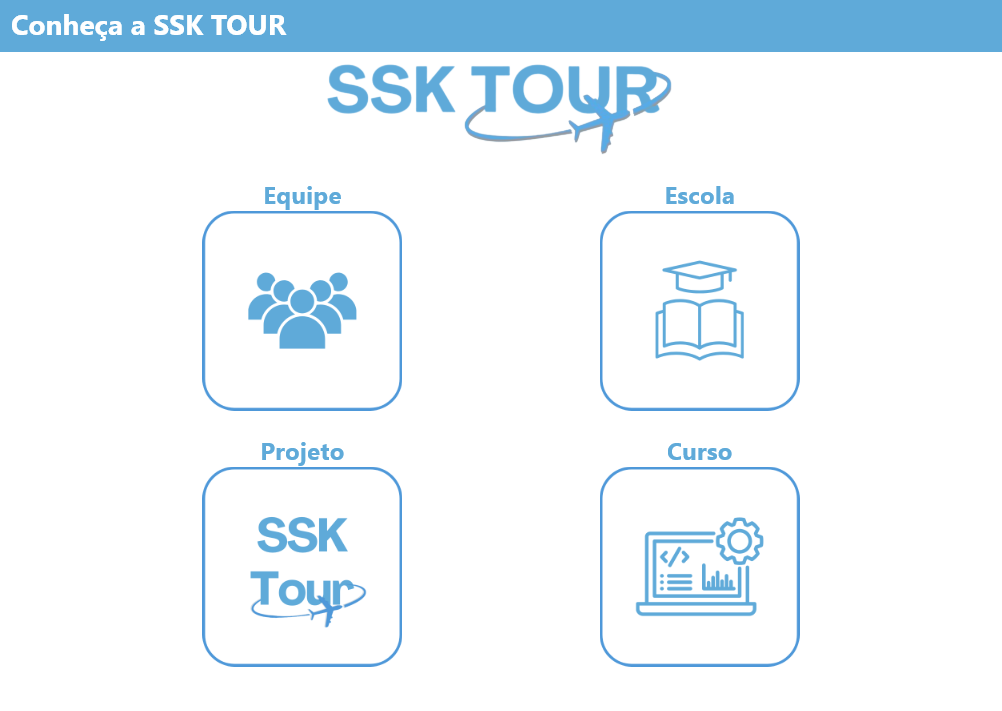 Conheça a SSK TOUR
SSK TOUR
Equipe
Escola
Projeto
Curso
SSK
Tour
</>